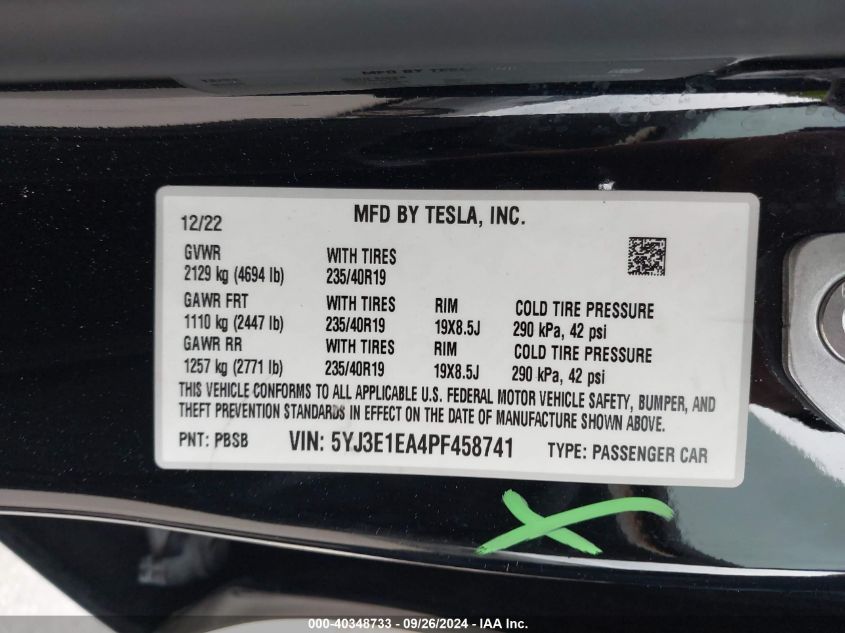 MFD BY TESLA, INC.
12/22
GVWR WITH TIRES
2129 kg (4694 lb) 235/40R19
GAWR FRT WITH TIRES RIM COLD TIRE PRESSURE
1110 kg (2447 lb) 235/40R19 19X8.5J 290 kPa, 42 psi
GAWR RR WITH TIRES RIM COLD TIRE PRESSURE
1257 kg (2771 lb) 235/40R19 19X8.5J 290 kPa, 42 psi
THIS VEHICLE CONFORMS TO ALL APPLICABLE U.S. FEDERAL MOTOR VEHICLE SAFETY, BUMPER, AND
THEFT PREVENTION STANDARDS IN EFFECT ON THE DATE OF MANUFACTURE SHOWN ABOVE.
PNT: PBSB VIN: 5YJ3E1EA4PF458741 TYPE: PASSENGER CAR
000-40348733 - 09/26/2024 - IAA Inc.